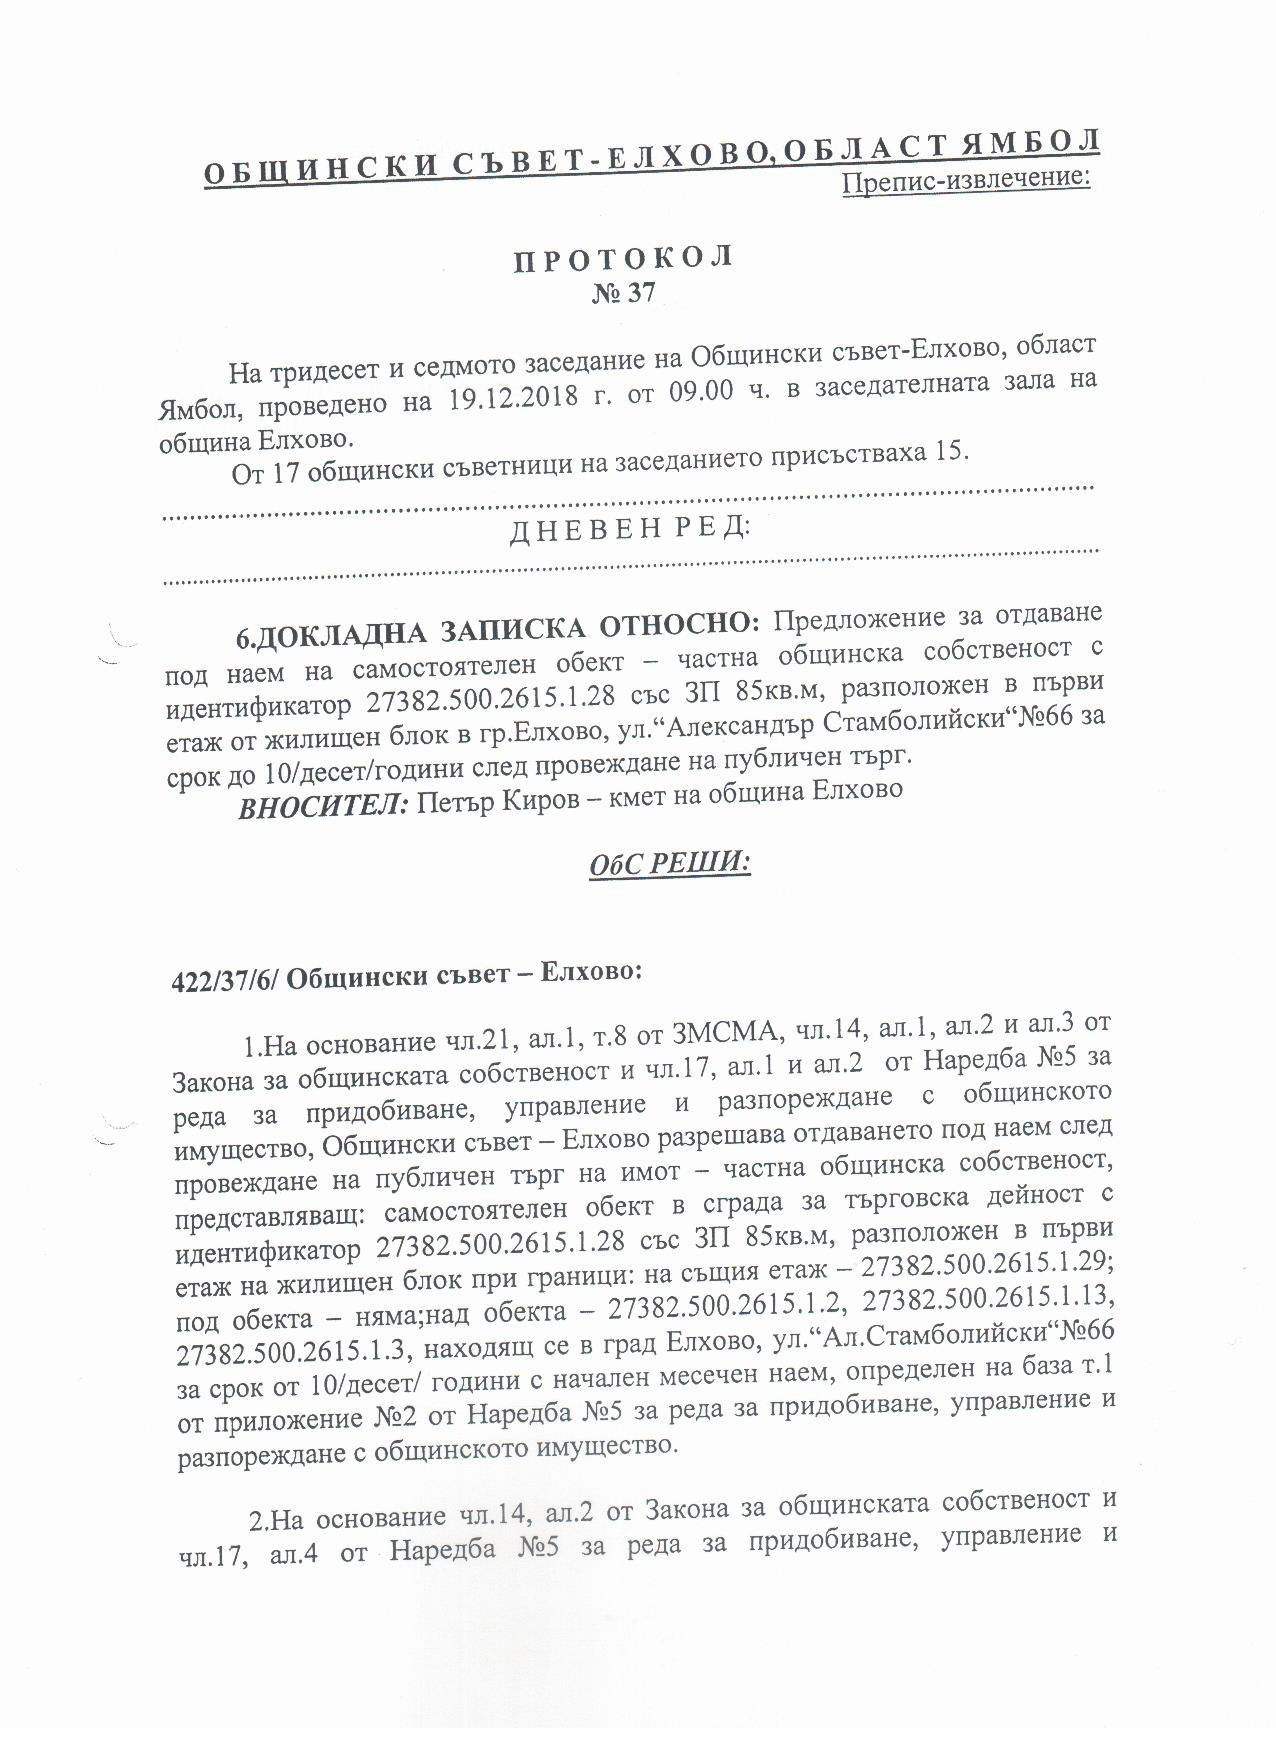 О Б Щ И Н С К И С Ъ В Е Т - Е Л Х О В О, О Б Л А С Т Я М Б О Л
Препис-извлечение:
П Р О Т О К О Л
№ 37
На тридесет и седмото заседание на Общински съвет-Елхово, област
Ямбол, проведено на 19.12.2018 г. от 09.00 ч. в заседателната зала на
община Елхово.
От 17 общински съветници на заседанието присъстваха 15.
Д Н Е В Е Н Р Е Д:
6.ДОКЛАДНА ЗАПИСКА ОТНОСНО: Предложение за отдаване
под наем на самостоятелен обект – частна общинска собственост с
идентификатор 27382.500.2615.1.28 със ЗП 85кв.м, разположен в първи
етаж от жилищен блок в гр.Елхово, ул.“Александър Стамболийски“№66 за
срок до 10/десет/години след провеждане на публичен търг.
ВНОСИТЕЛ: Петър Киров – кмет на община Елхово
ОбС РЕШИ:
422/37/6/ Общински съвет – Елхово:
1.На основание чл.21, ал.1, т.8 от ЗМСМА, чл.14, ал.1, ал.2 и ал.3 от
Закона за общинската собственост и чл.17, ал.1 и ал.2 от Наредба №5 за
реда за придобиване, управление и разпореждане с общинското
имущество, Общински съвет – Елхово разрешава отдаването под наем след
провеждане на публичен търг на имот – частна общинска собственост,
представляващ: самостоятелен обект в сграда за търговска дейност с
идентификатор 27382.500.2615.1.28 със ЗП 85кв.м, разположен в първи
етаж на жилищен блок при граници: на същия етаж – 27382.500.2615.1.29;
под обекта – няма;над обекта – 27382.500.2615.1.2, 27382.500.2615.1.13,
27382.500.2615.1.3, находящ се в град Елхово, ул.“Ал.Стамболийски“№66
за срок от 10/десет/ години с начален месечен наем, определен на база т.1
от приложение №2 от Наредба №5 за реда за придобиване, управление и
разпореждане с общинското имущество.
2.На основание чл.14, ал.2 от Закона за общинската собственост и
чл.17, ал.4 от Наредба №5 за реда за придобиване, управление и